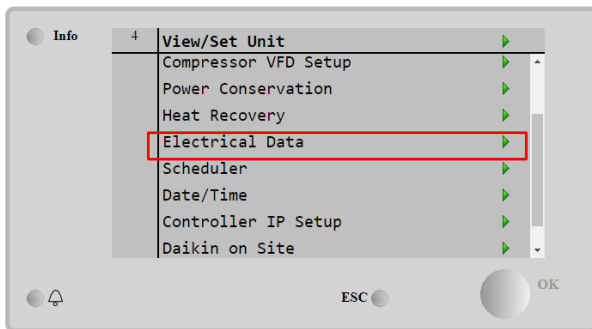 Info
4 View/Set Unit
Compressor VFD Setup
Power Conservation
Heat Recovery
Electrical Data
Scheduler
Date/Time
Controller IP Setup
Daikin on Site
ESC
OK